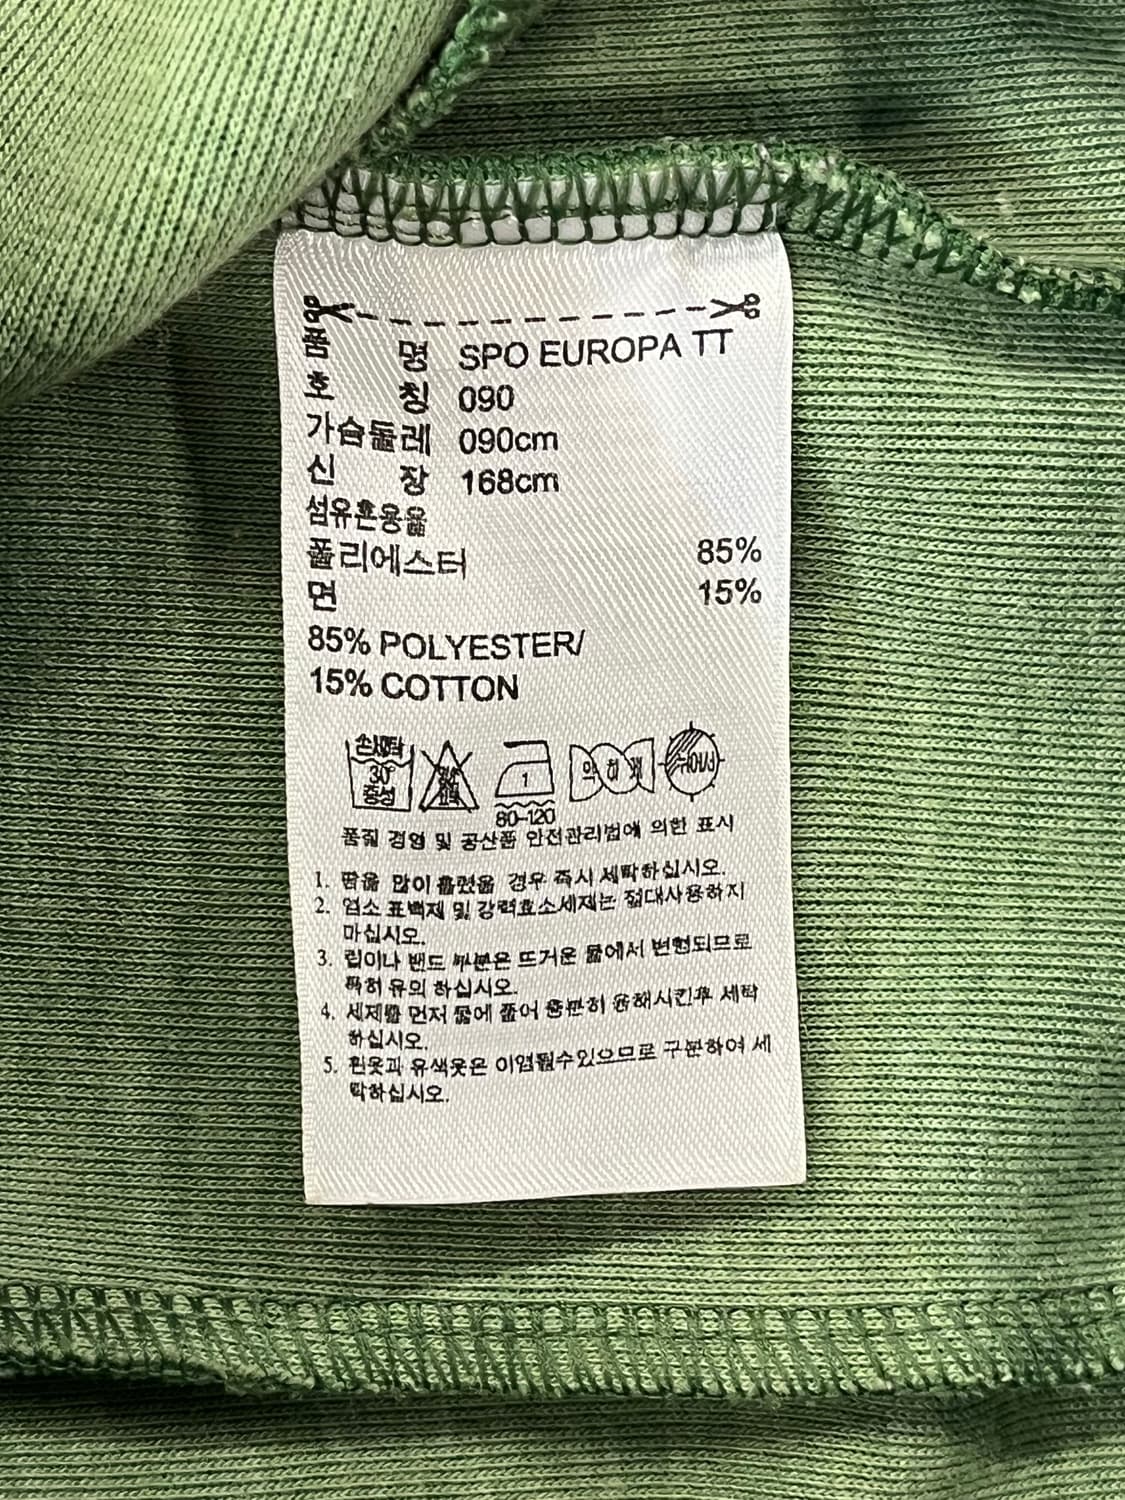 품 명 SPO EUROPA TT
호 칭 090
가슴둘레 090cm
신 장 168cm
섬유혼용율
폴리에스터 85%
면 15%
85% POLYESTER/
15% COTTON
손세탁
30°
중성
1
80-120
약하게
뉘어서
품질 경영 및 공산품 안전관리법에 의한 표시
1. 땀을 많이 흘렸을 경우 즉시 세탁하십시오.
2. 염소 표백제 및 강력효소세제는 절대사용하지
마십시오.
3. 립이나 밴드 부분은 뜨거운 물에서 변형되므로
특히 유의 하십시오.
4. 세제를 먼저 물에 풀어 충분히 용해시킨후 세탁
하십시오.
5. 흰옷과 유색옷은 이염될수있으므로 구분하여 세
탁하십시오.